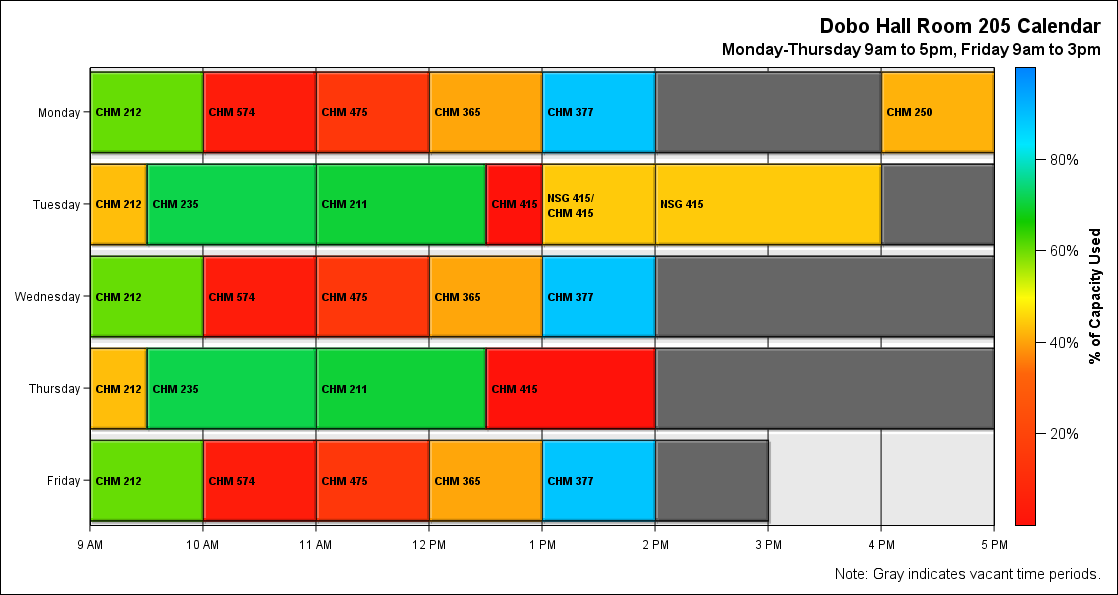 Dobo Hall Room 205 Calendar
Monday-Thursday 9am to 5pm, Friday 9am to 3pm
Monday
CHM 212
CHM 574
CHM 475
CHM 365
CHM 377
CHM 250
Tuesday
CHM 212
CHM 235
CHM 211
CHM 415
NSG 415/
CHM 415
NSG 415
Wednesday
CHM 212
CHM 574
CHM 475
CHM 365
CHM 377
Thursday
CHM 212
CHM 235
CHM 211
CHM 415
Friday
CHM 212
CHM 574
CHM 475
CHM 365
CHM 377
9 AM
10 AM
11 AM
12 PM
1 PM
2 PM
3 PM
4 PM
5 PM
80%
60%
40%
20%
% of Capacity Used
Note: Gray indicates vacant time periods.